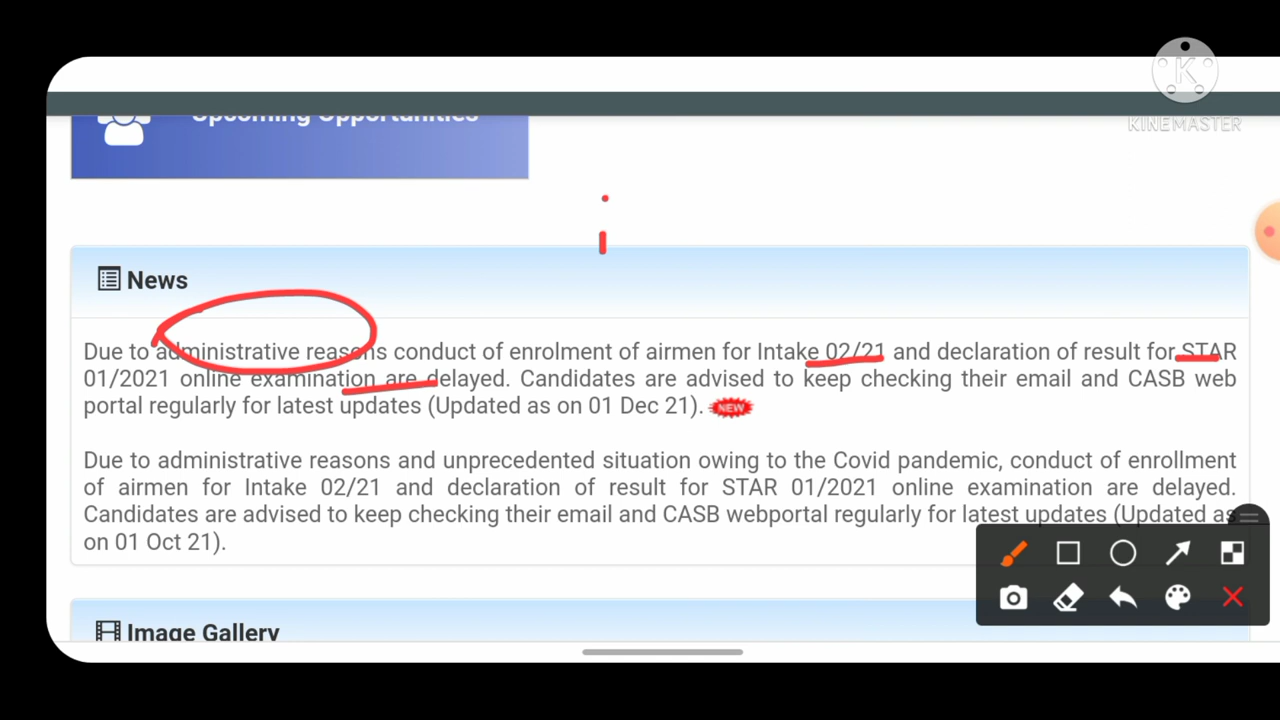 K
KINEMASTER
Upcoming Opportunities
News
Due to administrative reasons conduct of enrolment of airmen for Intake 02/21 and declaration of result for STAR
01/2021 online examination are delayed. Candidates are advised to keep checking their email and CASB web
portal regularly for latest updates (Updated as on 01 Dec 21). NEW
Due to administrative reasons and unprecedented situation owing to the Covid pandemic, conduct of enrollment
of airmen for Intake 02/21 and declaration of result for STAR 01/2021 online examination are delayed.
Candidates are advised to keep checking their email and CASB webportal regularly for latest updates (Updated as
on 01 Oct 21).
Image Gallery